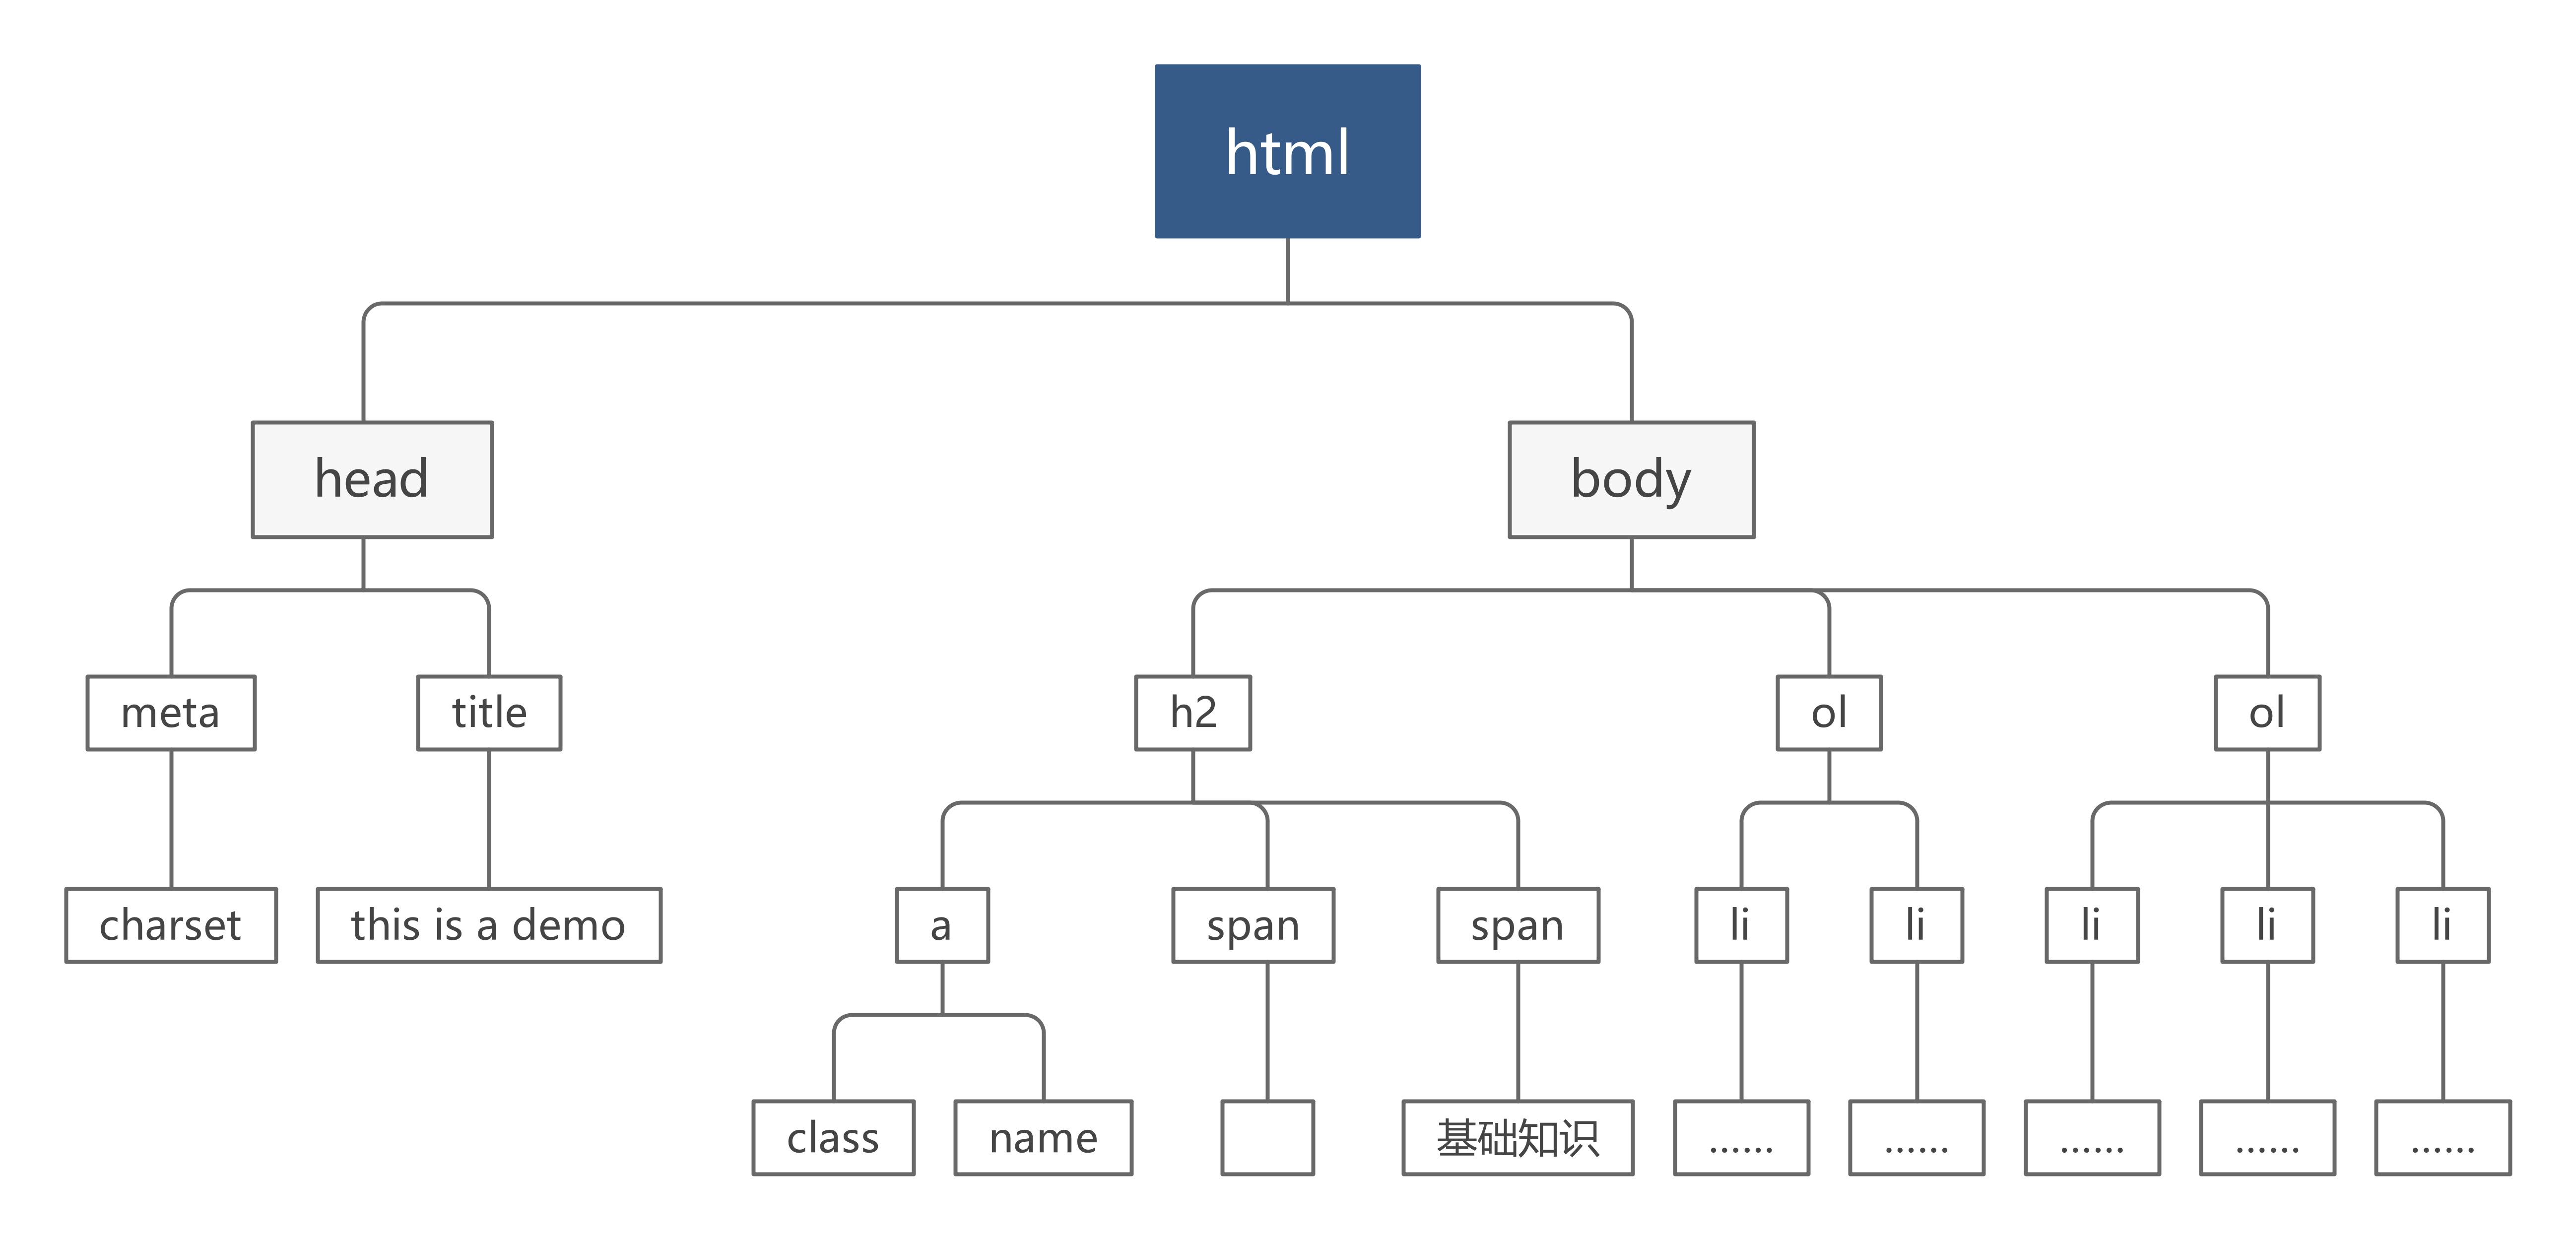 html
head
body
meta
title
h2
ol
ol
charset
this is a demo
a
span
span
li
li
li
li
li
class
name
基础知识
......
......
......
......
......